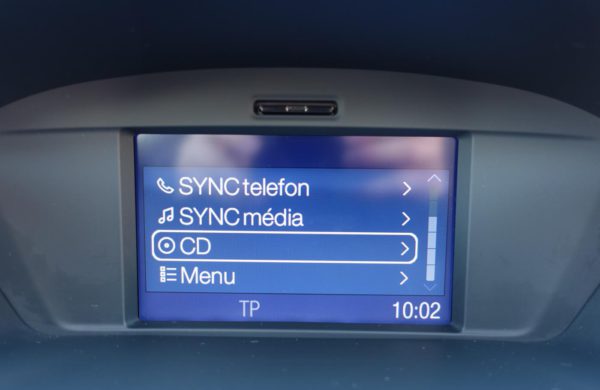 SYNC telefon
SYNC média
CD
Menu
TP 10:02